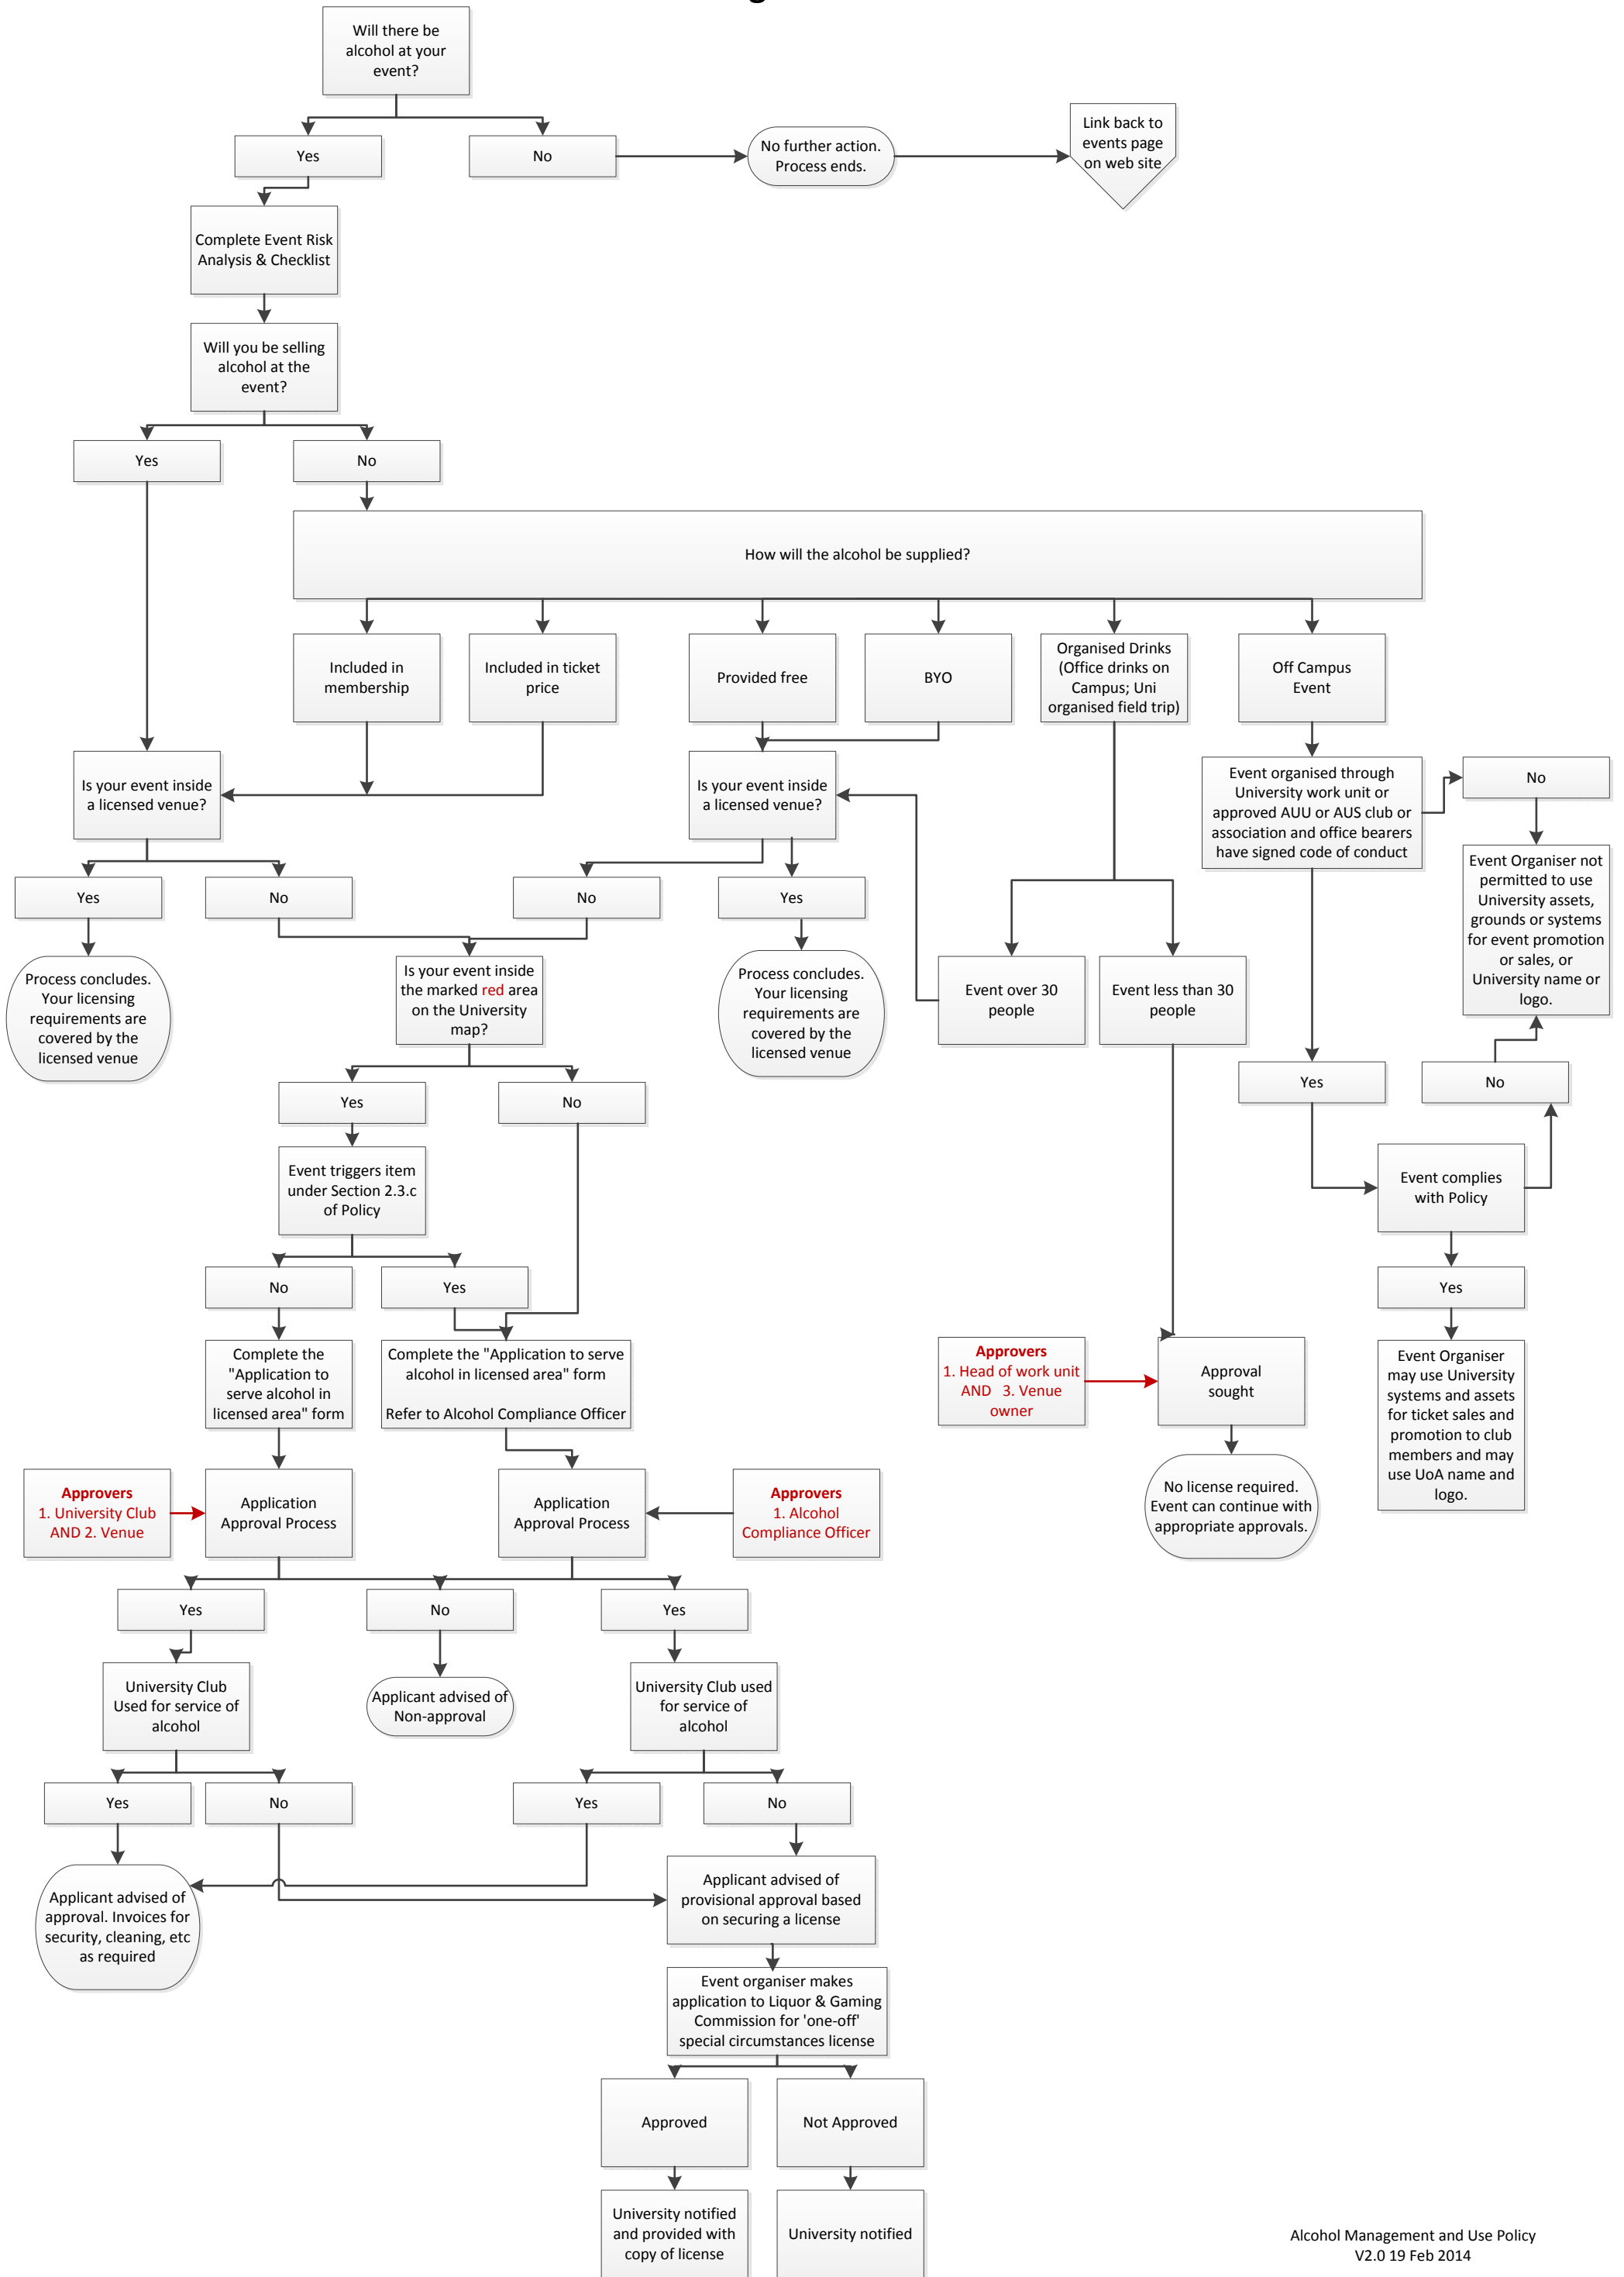 Will there be
alcohol at your
event?
Link back to
events page
on web site
Yes
No
No further action.
Process ends.
Complete Event Risk
Analysis & Checklist
Will you be selling
alcohol at the
event?
Yes
No
How will the alcohol be supplied?
Included in
membership
Included in ticket
price
Provided free
BYO
Organised Drinks
(Office drinks on
Campus; Uni
organised field trip)
Off Campus
Event
Is your event inside
a licensed venue?
Is your event inside
a licensed venue?
Event organised through
University work unit or
approved AUU or AUS club or
association and office bearers
have signed code of conduct
No
Yes
No
No
Yes
Event Organiser not
permitted to use
University assets,
grounds or systems
for event promotion
or sales, or
University name or
logo.
Process concludes.
Your licensing
requirements are
covered by the
licensed venue
Is your event inside
the marked red area
on the University
map?
Process concludes.
Your licensing
requirements are
covered by the
licensed venue
Event over 30
people
Event less than 30
people
Yes
No
Yes
No
Event triggers item
under Section 2.3.c
of Policy
Event complies
with Policy
No
Yes
Yes
Complete the
"Application to
serve alcohol in
licensed area" form
Complete the "Application to serve
alcohol in licensed area" form
Refer to Alcohol Compliance Officer
Approvers
1. Head of work unit
AND 3. Venue
owner
Approval
sought
Event Organiser
may use University
systems and assets
for ticket sales and
promotion to club
members and may
use UoA name and
logo.
Approvers
1. University Club
AND 2. Venue
Application
Approval Process
Application
Approval Process
Approvers
1. Alcohol
Compliance Officer
No license required.
Event can continue with
appropriate approvals.
Yes
No
Yes
University Club
Used for service of
alcohol
Applicant advised of
Non-approval
University Club used
for service of
alcohol
Yes
No
Yes
No
Applicant advised of
approval. Invoices for
security, cleaning, etc
as required
Applicant advised of
provisional approval based
on securing a license
Event organiser makes
application to Liquor & Gaming
Commission for 'one-off'
special circumstances license
Approved
Not Approved
University notified
and provided with
copy of license
University notified
Alcohol Management and Use Policy
V2.0 19 Feb 2014